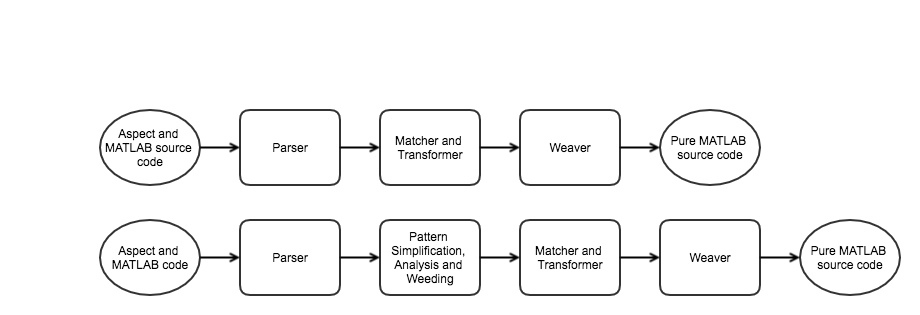 Aspect and
MATLAB source
code
Parser
Matcher and
Transformer
Weaver
Pure MATLAB
source code
Aspect and
MATLAB code
Parser
Pattern
Simplification,
Analysis and
Weeding
Matcher and
Transformer
Weaver
Pure MATLAB
source code